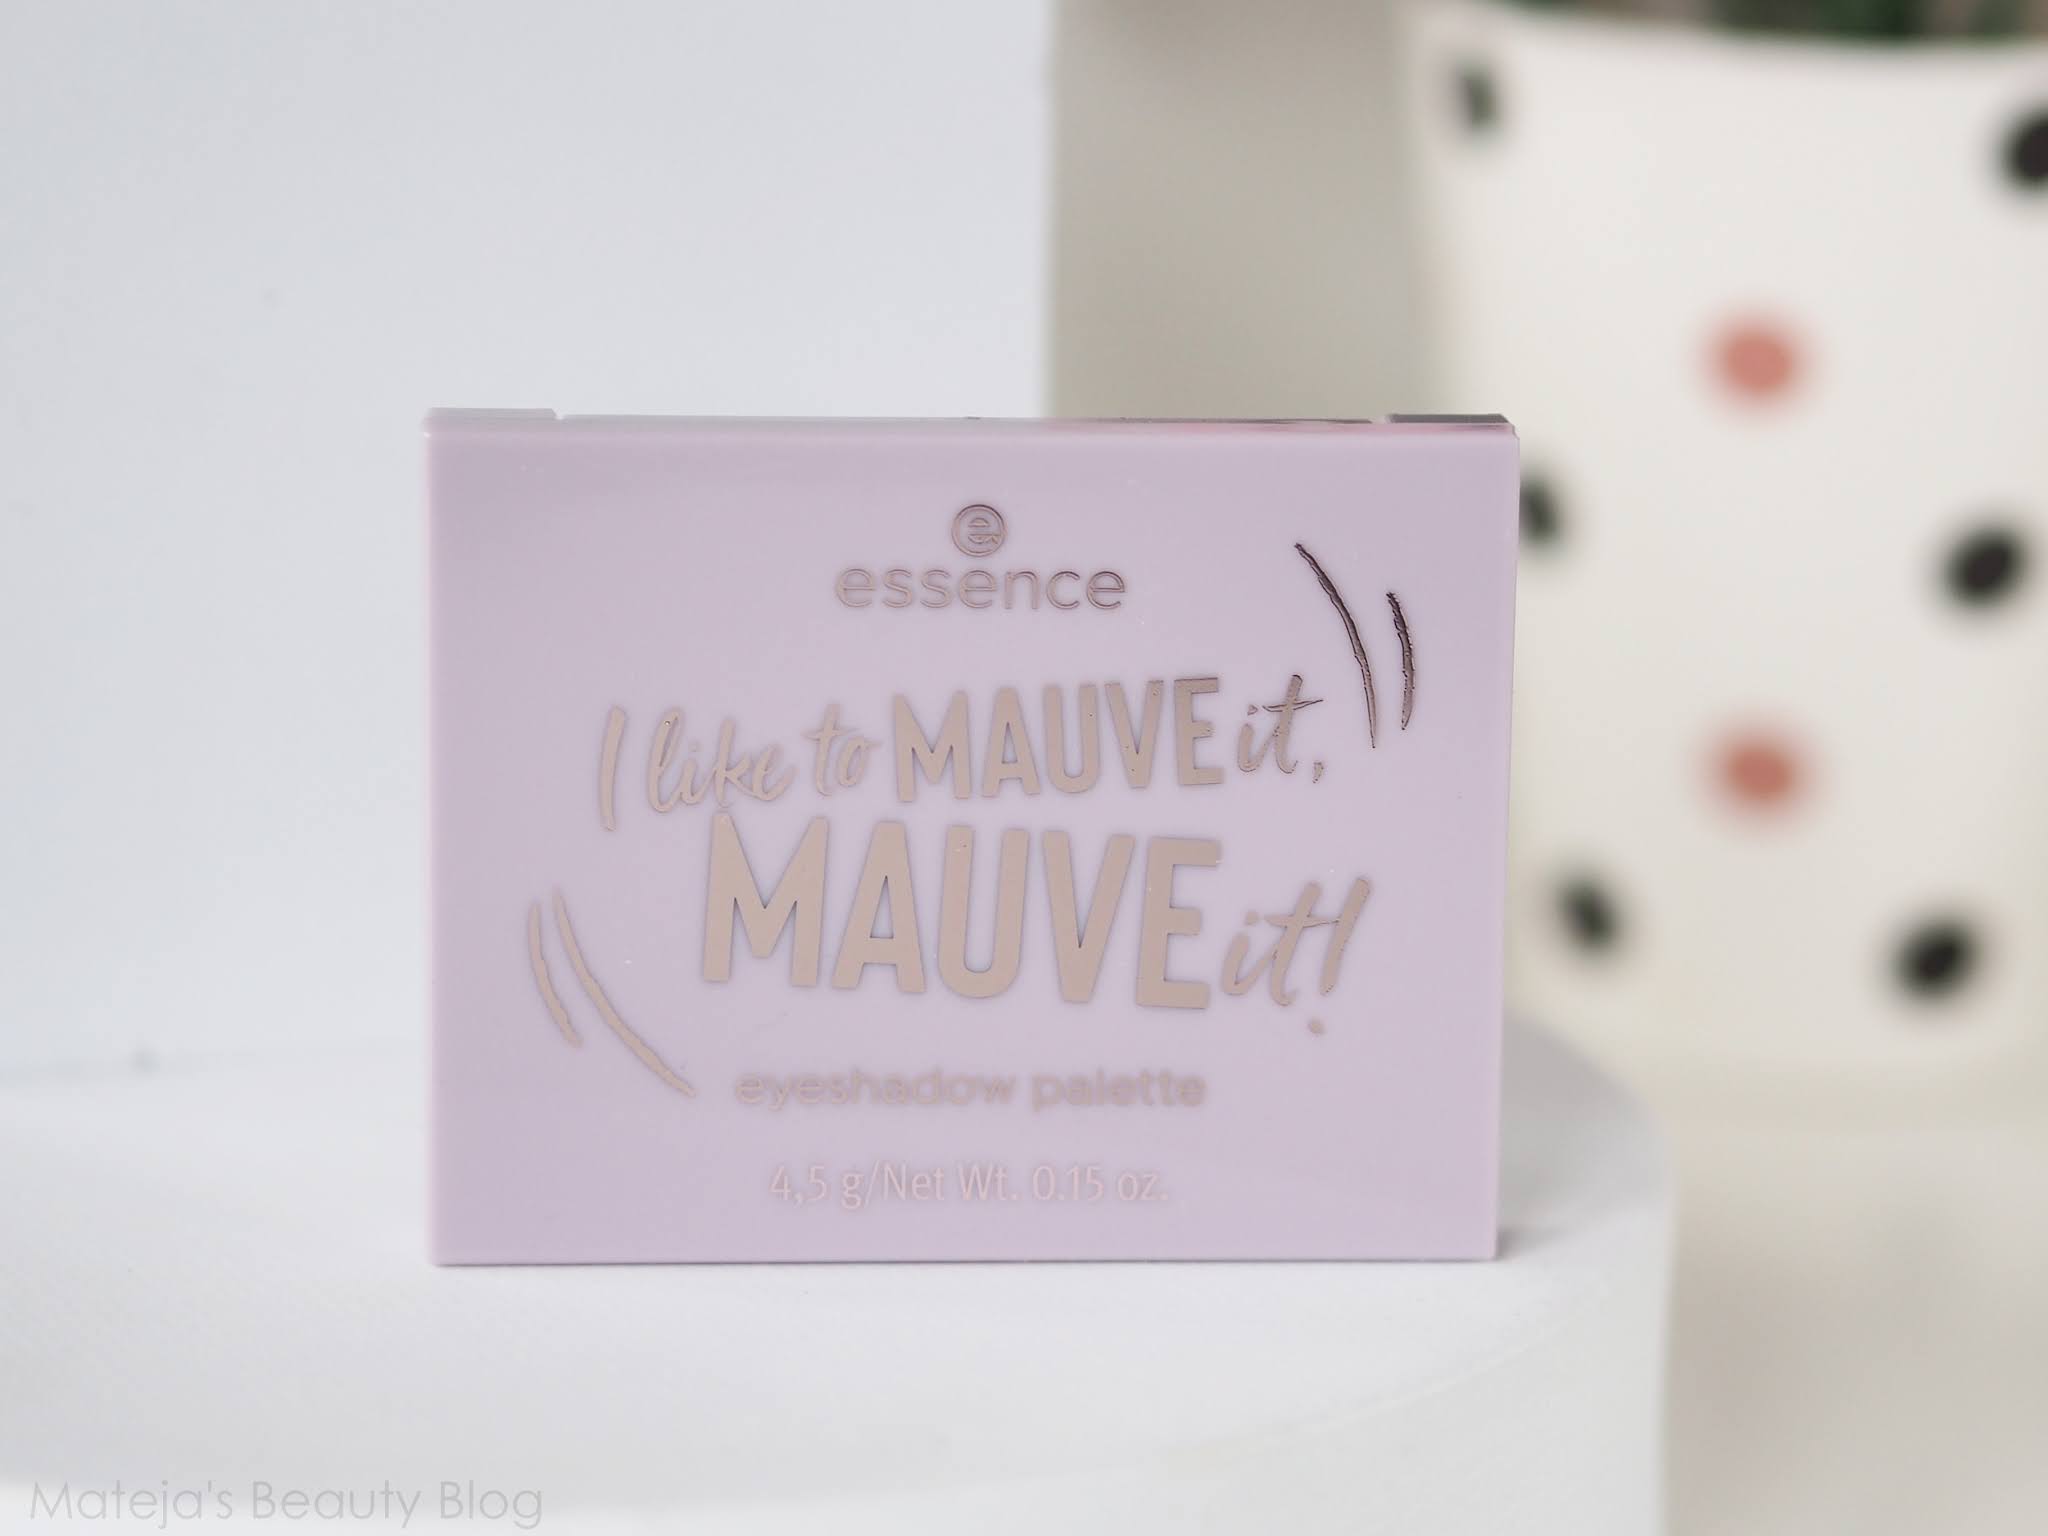 e
essence
I like to MAUVE it,
MAUVE it!
eyeshadow palette
4,5 g/Net Wt. 0.15 oz.
Mateja's Beauty Blog